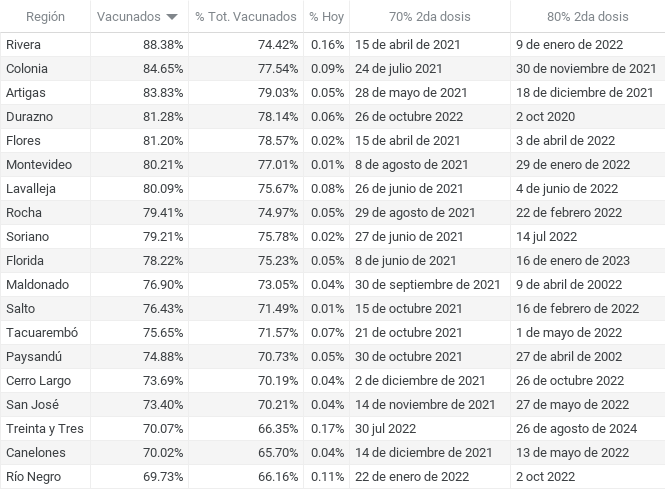 Región Vacunados % Tot. Vacunados % Hoy 70% 2da dosis 80% 2da dosis
Rivera 88.38% 74.42% 0.16% 15 de abril de 2021 9 de enero de 2022
Colonia 84.65% 77.54% 0.09% 24 de julio 2021 30 de noviembre de 2021
Artigas 83.83% 79.03% 0.05% 28 de mayo de 2021 18 de diciembre de 2021
Durazno 81.28% 78.14% 0.06% 26 de octubre 2022 2 oct 2020
Flores 81.20% 78.57% 0.02% 15 de abril de 2021 3 de abril de 2022
Montevideo 80.21% 77.01% 0.01% 8 de agosto de 2021 29 de enero de 2022
Lavalleja 80.09% 75.67% 0.08% 26 de junio de 2021 4 de junio de 2022
Rocha 79.41% 74.97% 0.05% 29 de agosto de 2021 22 de febrero 2022
Soriano 79.21% 75.78% 0.02% 27 de junio de 2021 14 jul 2022
Florida 78.22% 75.23% 0.05% 8 de junio de 2021 16 de enero de 2023
Maldonado 76.90% 73.05% 0.04% 30 de septiembre de 2021 9 de abril de 20022
Salto 76.43% 71.49% 0.01% 15 de octubre 2021 16 de febrero de 2022
Tacuarembó 75.65% 71.57% 0.07% 21 de octubre 2021 1 de mayo de 2022
Paysandú 74.88% 70.73% 0.05% 30 de octubre 2021 27 de abril de 2002
Cerro Largo 73.69% 70.19% 0.04% 2 de diciembre de 2021 26 de octubre 2022
San José 73.40% 70.21% 0.04% 14 de noviembre de 2021 27 de mayo de 2022
Treinta y Tres 70.07% 66.35% 0.17% 30 jul 2022 26 de agosto de 2024
Canelones 70.02% 65.70% 0.04% 14 de diciembre de 2021 13 de mayo de 2022
Río Negro 69.73% 66.16% 0.11% 22 de enero de 2022 2 oct 2022